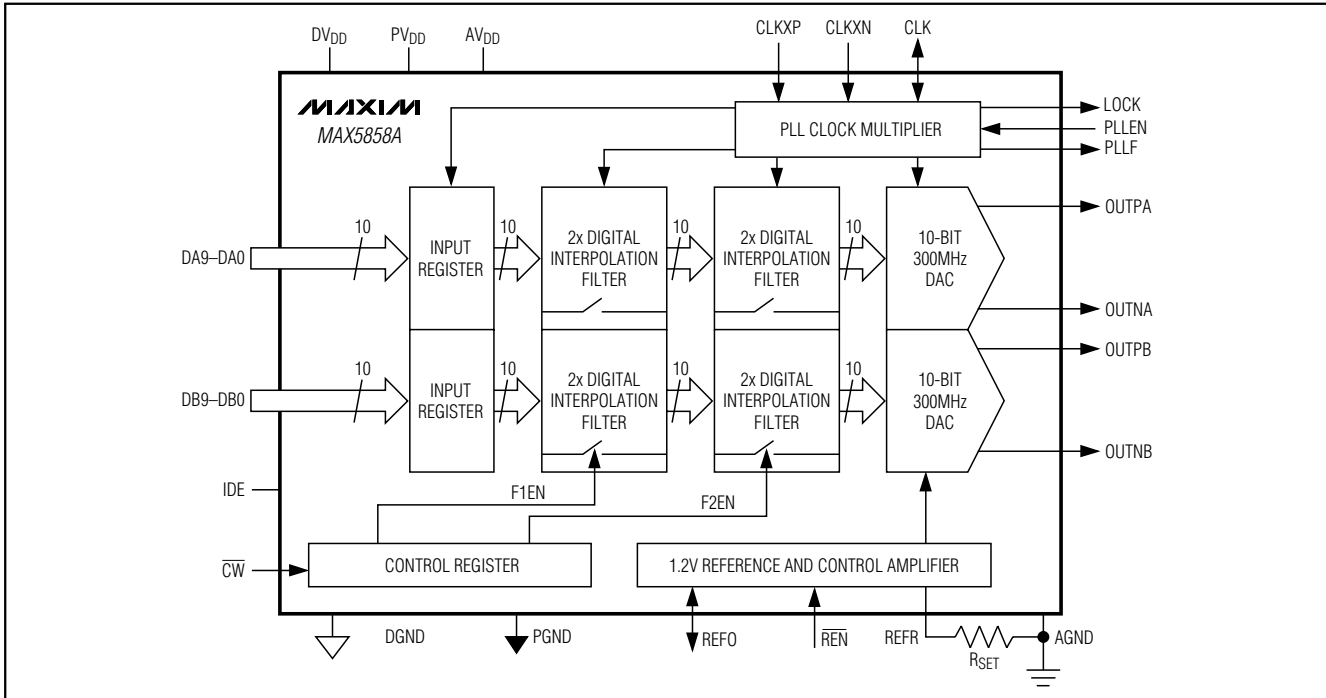 DVDD PVDD AVDD CLKXP CLKXN CLK
MAXIM
MAX5858A
PLL CLOCK MULTIPLIER
LOCK
PLLEN
PLLF
DA9–DA0
10
INPUT
REGISTER
10
2x DIGITAL
INTERPOLATION
FILTER
10
2x DIGITAL
INTERPOLATION
FILTER
10
10-BIT
300MHz
DAC
OUTPA
OUTNA
DB9–DB0
10
INPUT
REGISTER
10
2x DIGITAL
INTERPOLATION
FILTER
10
2x DIGITAL
INTERPOLATION
FILTER
10
10-BIT
300MHz
DAC
OUTPB
OUTNB
IDE
F1EN
F2EN
CW
CONTROL REGISTER
1.2V REFERENCE AND CONTROL AMPLIFIER
DGND
PGND
REFO
REN
REFR
RSET
AGND